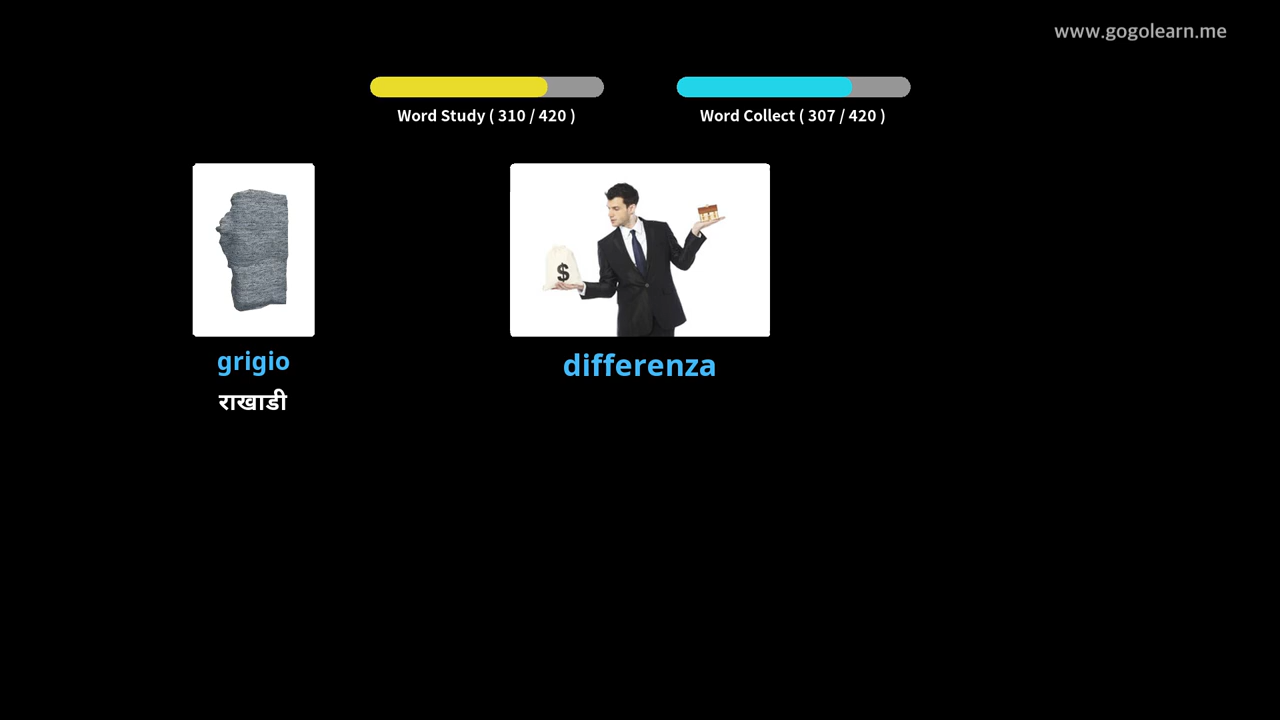 www.gogolearn.me
Word Study ( 310 / 420 )
Word Collect ( 307 / 420 )
$
grigio
differenza
राखाडी